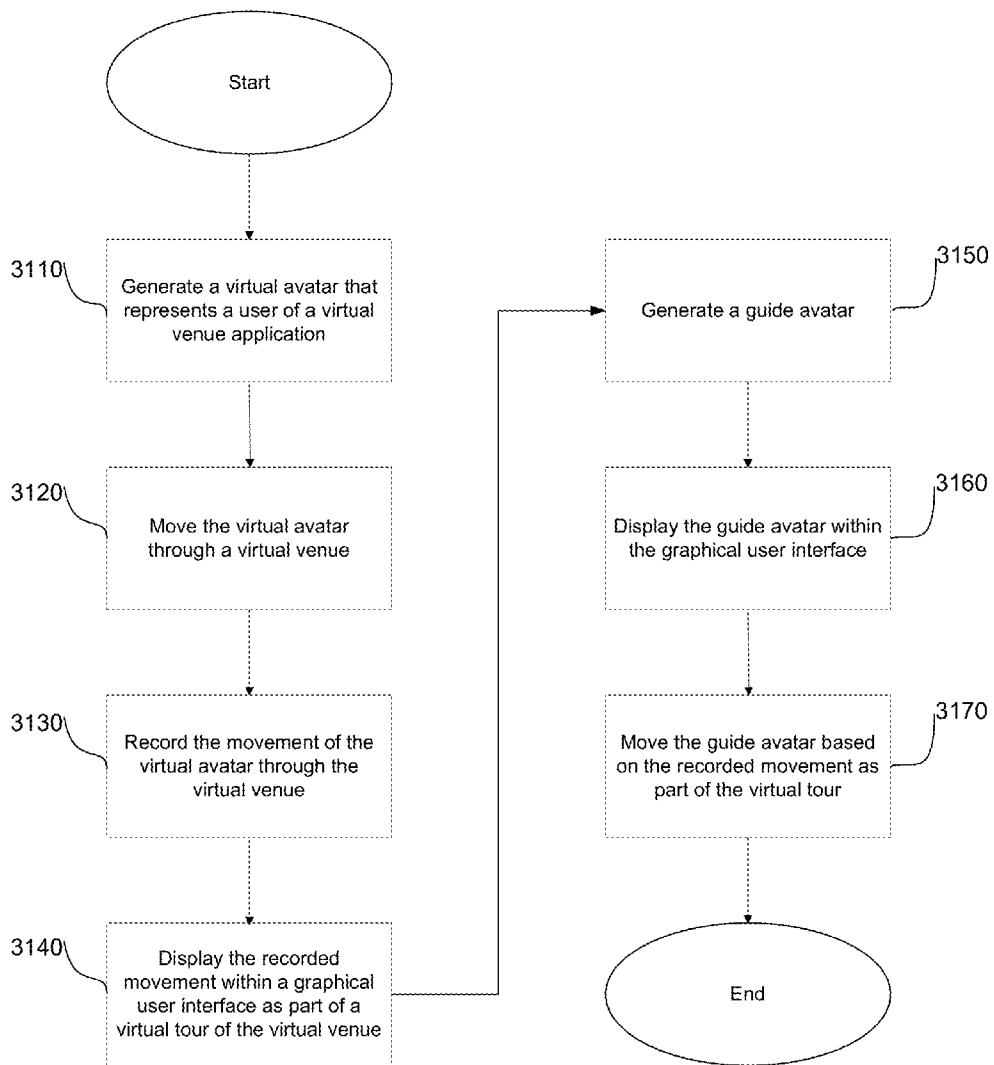 Start
3110
Generate a virtual avatar that
represents a user of a virtual
venue application
3120
Move the virtual avatar
through a virtual venue
3130
Record the movement of the
virtual avatar through the
virtual venue
3140
Display the recorded
movement within a graphical
user interface as part of a
virtual tour of the virtual venue
3150
Generate a guide avatar
3160
Display the guide avatar within
the graphical user interface
3170
Move the guide avatar based
on the recorded movement as
part of the virtual tour
End